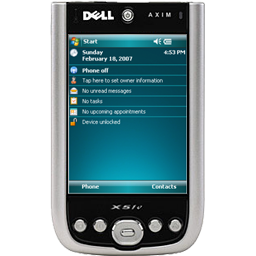 DELL AXIM
Start
Sunday 4:53 PM
February 18, 2007
Phone off
Tap here to set owner information
No unread messages
No tasks
No upcoming appointments
Device unlocked
Phone Contacts
X51v